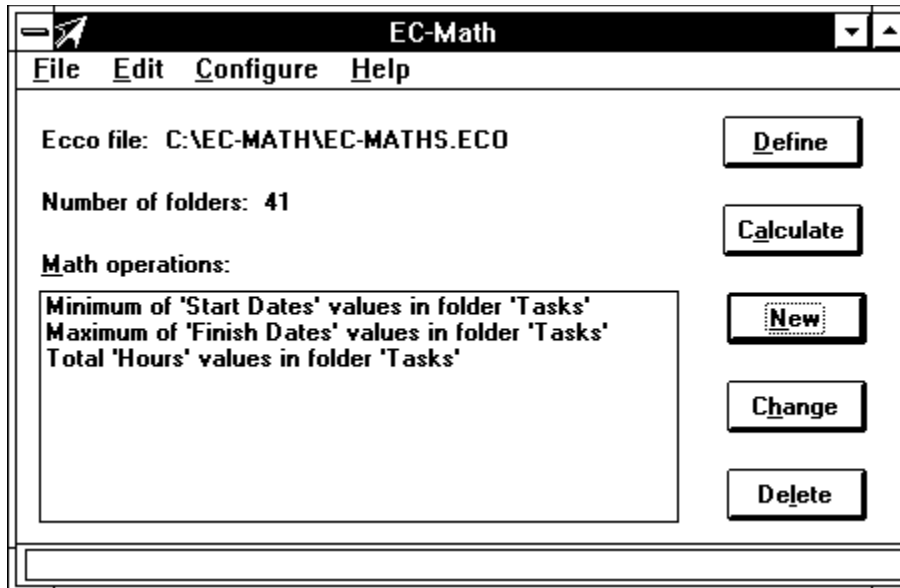 EC-Math
File Edit Configure Help
Ecco file: C:\EC-MATH\EC-MATHS.ECO
Define
Number of folders: 41
Calculate
Math operations:
Minimum of 'Start Dates' values in folder 'Tasks'
Maximum of 'Finish Dates' values in folder 'Tasks'
Total 'Hours' values in folder 'Tasks'
New
Change
Delete